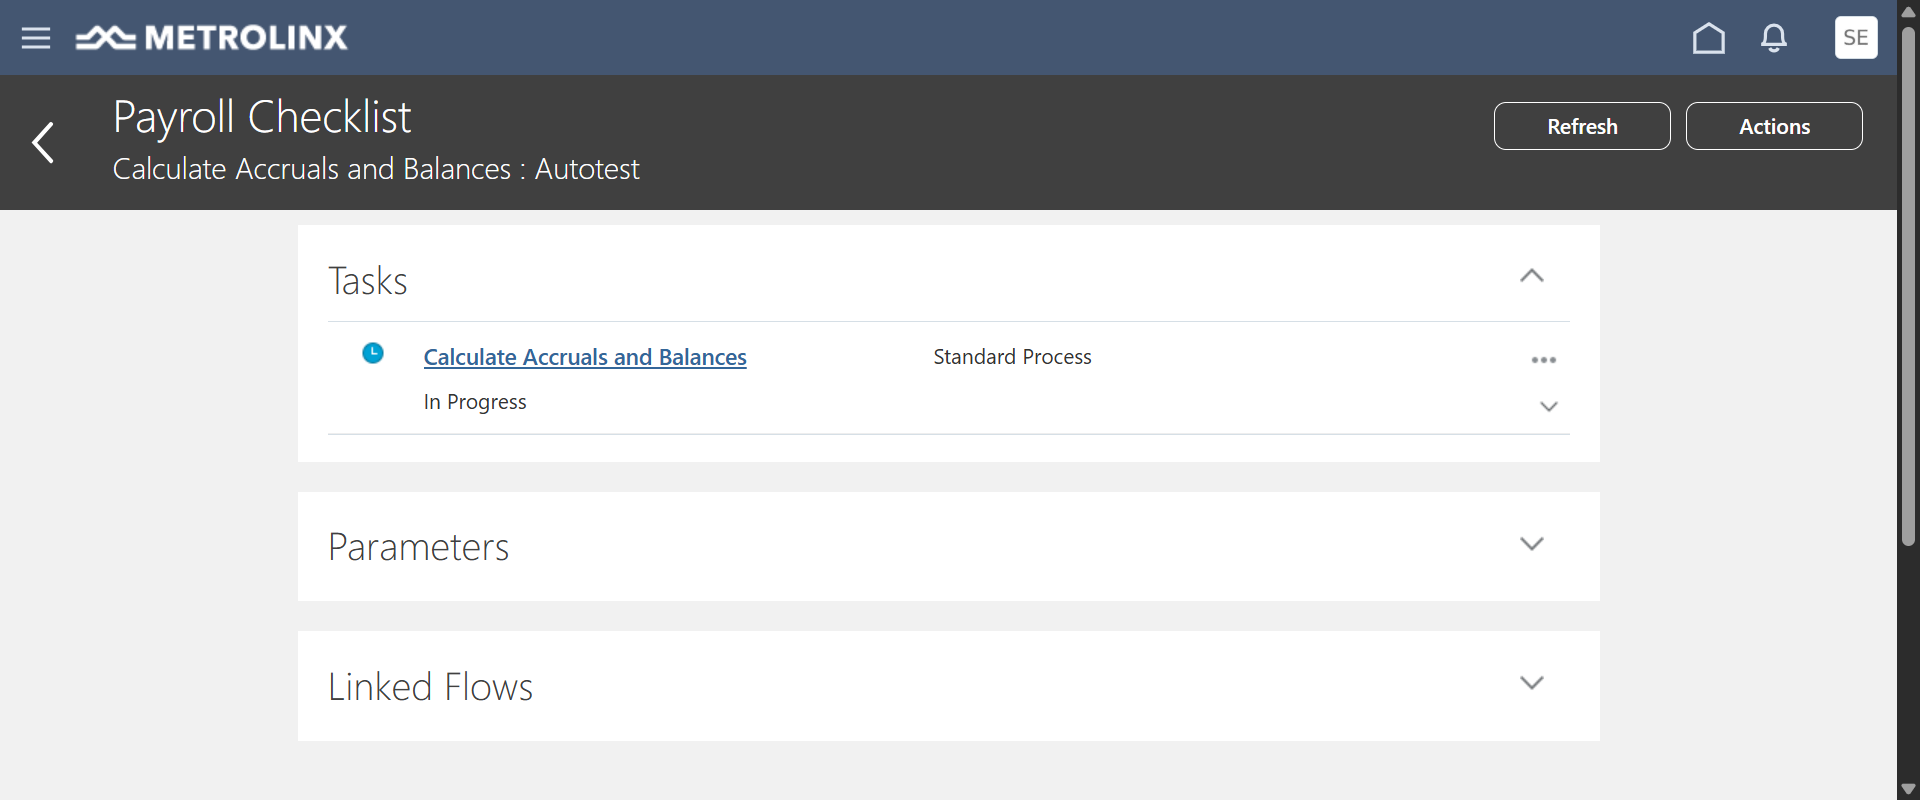 METROLINX
SE
Payroll Checklist
Calculate Accruals and Balances : Autotest
Refresh
Actions
Tasks
Calculate Accruals and Balances
Standard Process
In Progress
Parameters
Linked Flows